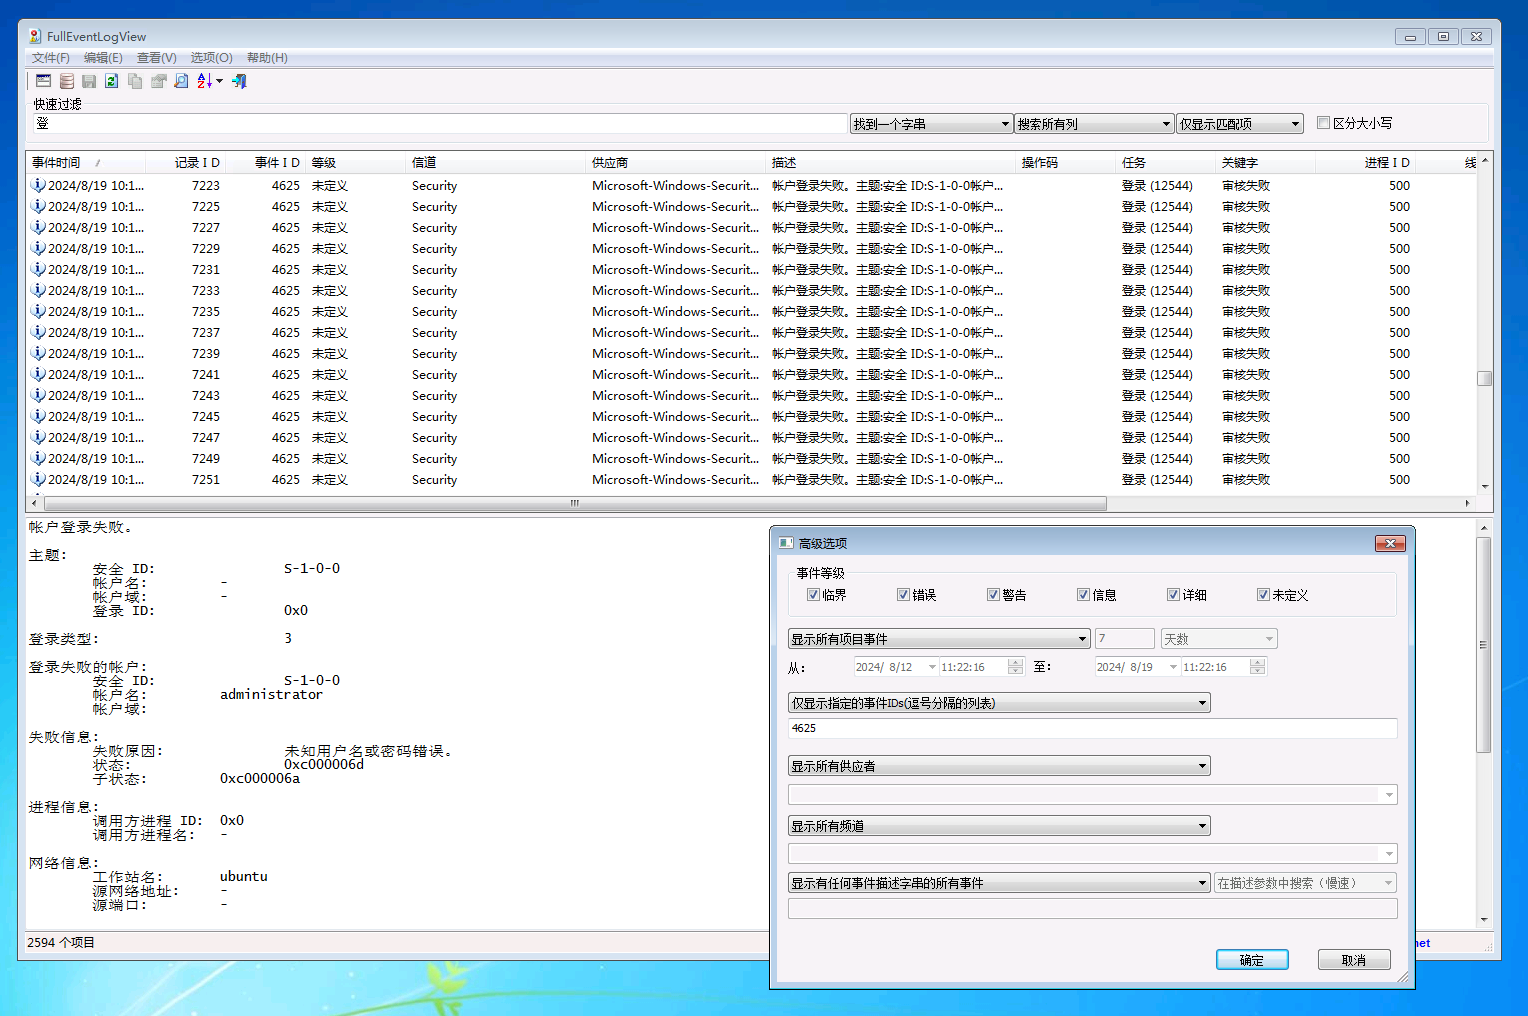 FullEventLogView
文件(F) 编辑(E) 查看(V) 选项(O) 帮助(H)
快速过滤
登 找到一个字串 搜索所有列 仅显示匹配项 区分大小写
事件时间 / 记录 I D 事件 I D 等级 信道 供应商 描述 操作码 任务 关键字 进程 I D 线
2024/8/19 10:1... 7223 4625 未定义 Security Microsoft-Windows-Securit... 帐户登录失败。主题:安全 ID:S-1-0-0帐户... 登录 (12544) 审核失败 500
2024/8/19 10:1... 7225 4625 未定义 Security Microsoft-Windows-Securit... 帐户登录失败。主题:安全 ID:S-1-0-0帐户... 登录 (12544) 审核失败 500
2024/8/19 10:1... 7227 4625 未定义 Security Microsoft-Windows-Securit... 帐户登录失败。主题:安全 ID:S-1-0-0帐户... 登录 (12544) 审核失败 500
2024/8/19 10:1... 7229 4625 未定义 Security Microsoft-Windows-Securit... 帐户登录失败。主题:安全 ID:S-1-0-0帐户... 登录 (12544) 审核失败 500
2024/8/19 10:1... 7231 4625 未定义 Security Microsoft-Windows-Securit... 帐户登录失败。主题:安全 ID:S-1-0-0帐户... 登录 (12544) 审核失败 500
2024/8/19 10:1... 7233 4625 未定义 Security Microsoft-Windows-Securit... 帐户登录失败。主题:安全 ID:S-1-0-0帐户... 登录 (12544) 审核失败 500
2024/8/19 10:1... 7235 4625 未定义 Security Microsoft-Windows-Securit... 帐户登录失败。主题:安全 ID:S-1-0-0帐户... 登录 (12544) 审核失败 500
2024/8/19 10:1... 7237 4625 未定义 Security Microsoft-Windows-Securit... 帐户登录失败。主题:安全 ID:S-1-0-0帐户... 登录 (12544) 审核失败 500
2024/8/19 10:1... 7239 4625 未定义 Security Microsoft-Windows-Securit... 帐户登录失败。主题:安全 ID:S-1-0-0帐户... 登录 (12544) 审核失败 500
2024/8/19 10:1... 7241 4625 未定义 Security Microsoft-Windows-Securit... 帐户登录失败。主题:安全 ID:S-1-0-0帐户... 登录 (12544) 审核失败 500
2024/8/19 10:1... 7243 4625 未定义 Security Microsoft-Windows-Securit... 帐户登录失败。主题:安全 ID:S-1-0-0帐户... 登录 (12544) 审核失败 500
2024/8/19 10:1... 7245 4625 未定义 Security Microsoft-Windows-Securit... 帐户登录失败。主题:安全 ID:S-1-0-0帐户... 登录 (12544) 审核失败 500
2024/8/19 10:1... 7247 4625 未定义 Security Microsoft-Windows-Securit... 帐户登录失败。主题:安全 ID:S-1-0-0帐户... 登录 (12544) 审核失败 500
2024/8/19 10:1... 7249 4625 未定义 Security Microsoft-Windows-Securit... 帐户登录失败。主题:安全 ID:S-1-0-0帐户... 登录 (12544) 审核失败 500
2024/8/19 10:1... 7251 4625 未定义 Security Microsoft-Windows-Securit... 帐户登录失败。主题:安全 ID:S-1-0-0帐户... 登录 (12544) 审核失败 500
帐户登录失败。
主题:
安全 ID: S-1-0-0
帐户名: -
帐户域: -
登录 ID: 0x0
登录类型: 3
登录失败的帐户:
安全 ID: S-1-0-0
帐户名: administrator
帐户域:
失败信息:
失败原因: 未知用户名或密码错误。
状态: 0xc000006d
子状态: 0xc000006a
进程信息:
调用方进程 ID: 0x0
调用方进程名: -
网络信息:
工作站名: ubuntu
源网络地址: -
源端口: -
2594 个项目
net
高级选项
事件等级
临界 错误 警告 信息 详细 未定义
显示所有项目事件 7 天数
从: 2024/ 8/12 11:22:16 至: 2024/ 8/19 11:22:16
仅显示指定的事件IDs(逗号分隔的列表)
4625
显示所有供应者
显示所有频道
显示有任何事件描述字串的所有事件 在描述参数中搜索（慢速）
确定 取消